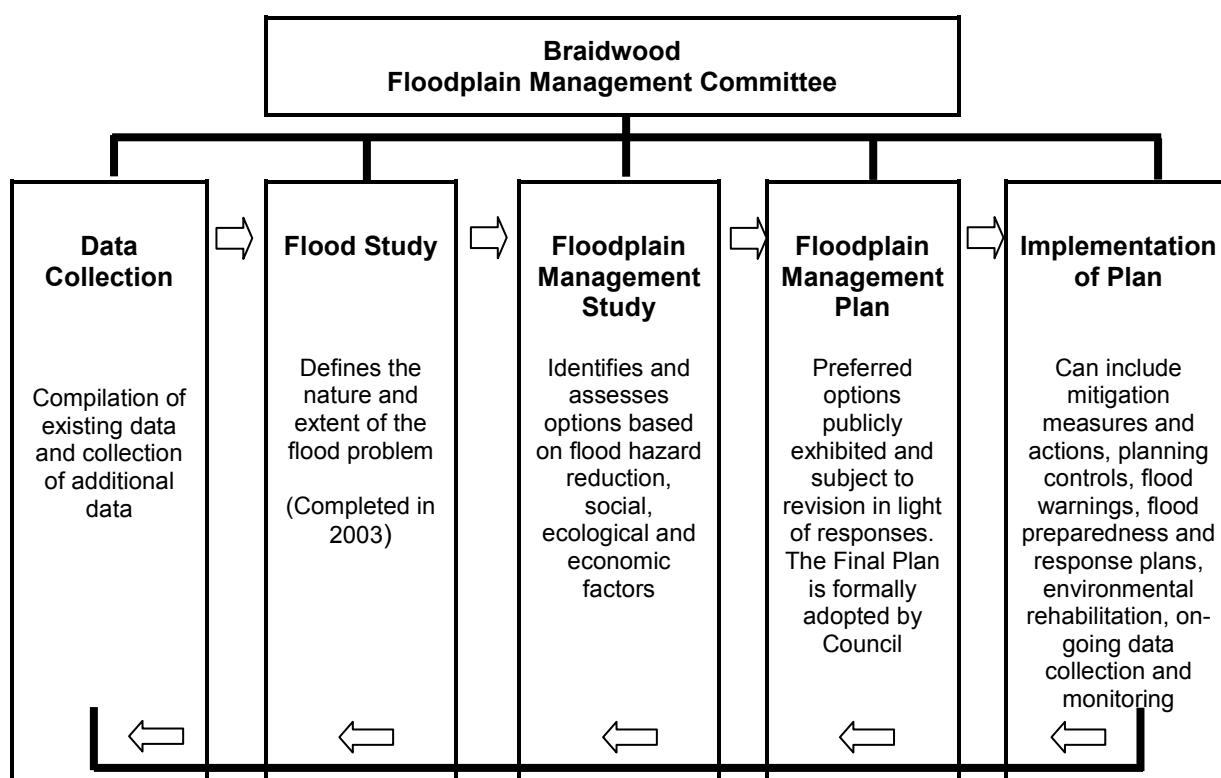 Braidwood
Floodplain Management Committee
Data
Collection
Compilation of
existing data
and collection
of additional
data
Flood Study
Defines the
nature and
extent of the
flood problem
(Completed in
2003)
Floodplain
Management
Study
Identifies and
assesses
options based
on flood hazard
reduction,
social,
ecological and
economic
factors
Floodplain
Management
Plan
Preferred
options
publicly
exhibited and
subject to
revision in light
of responses.
The Final Plan
is formally
adopted by
Council
Implementation
of Plan
Can include
mitigation
measures and
actions, planning
controls, flood
warnings, flood
preparedness and
response plans,
environmental
rehabilitation, on-
going data
collection and
monitoring